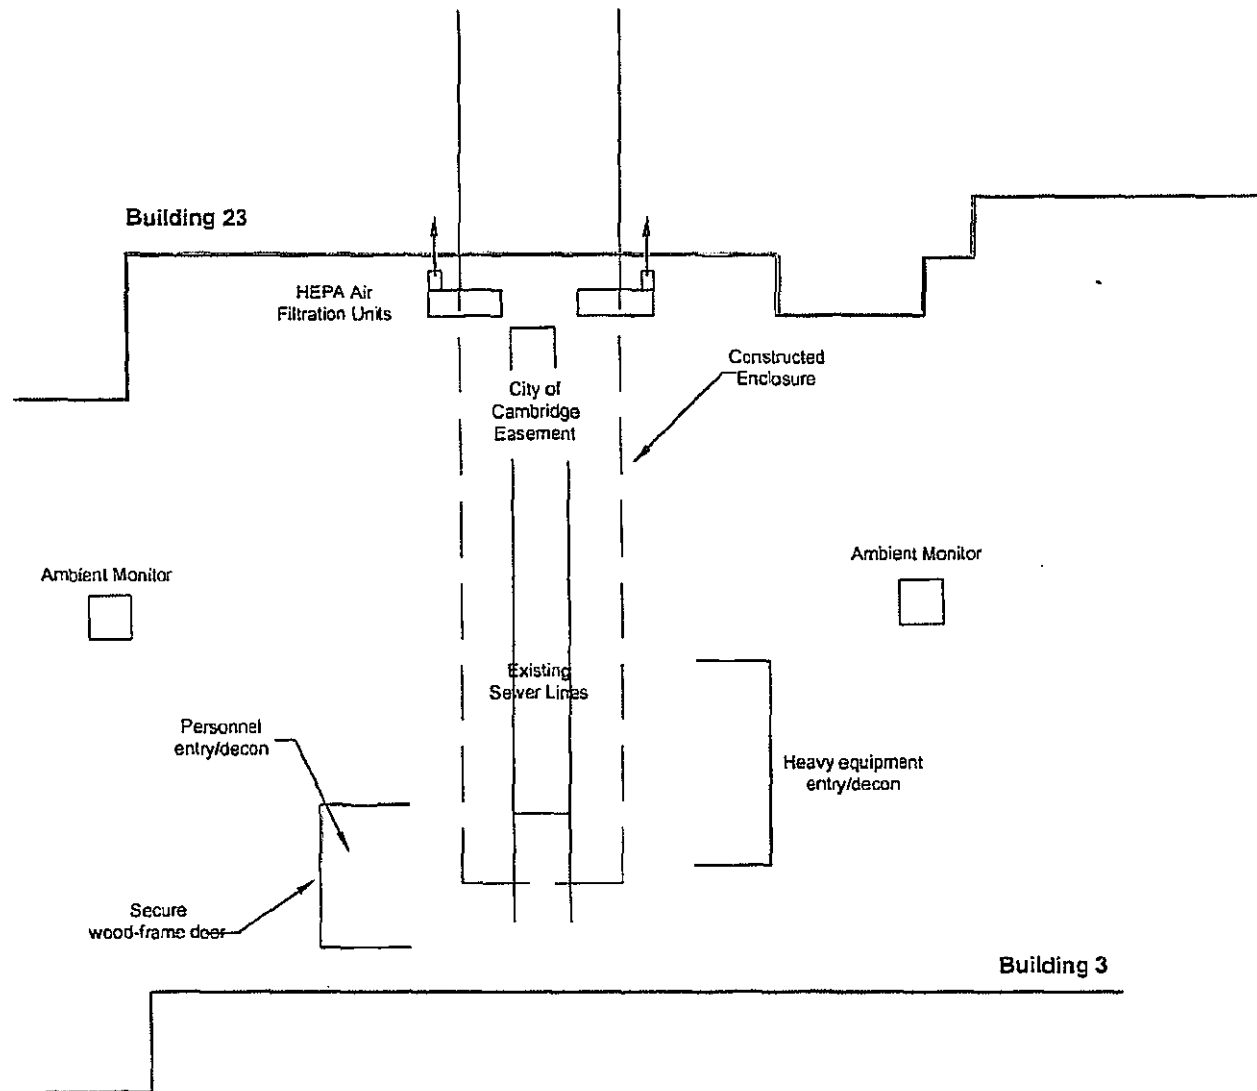 Building 23
HEPA Air
Filtration Units
Constructed
Enclosure
City of
Cambridge
Easement
Ambient Monitor
Ambient Monitor
Existing
Sewer Lines
Personnel
entry/decon
Heavy equipment
entry/decon
Secure
wood-frame door
Building 3